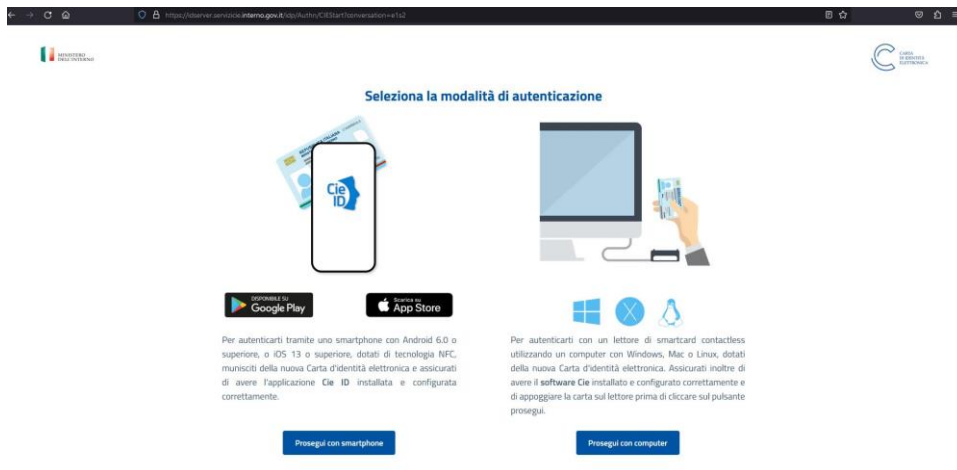 https://idserver.servizicie.interno.gov.it/idp/Authn/CIEStart?conversation=e1s2
MINISTERO
DELL'INTERNO
CARTA
DI IDENTITÀ
ELETTRONICA
Seleziona la modalità di autenticazione
Cie
ID
DISPONIBILE SU
Google Play
Scarica su
App Store
Per autenticarti tramite uno smartphone con Android 6.0 o
superiore, o iOS 13 o superiore, dotati di tecnologia NFC,
munisciti della nuova Carta d'identità elettronica e assicurati
di avere l'applicazione Cie ID installata e configurata
correttamente.
Prosegui con smartphone
Per autenticarti con un lettore di smartcard contactless
utilizzando un computer con Windows, Mac o Linux, dotati
della nuova Carta d'identità elettronica. Assicurati inoltre di
avere il software Cie installato e configurato correttamente e
di appoggiare la carta sul lettore prima di cliccare sul pulsante
prosegui.
Prosegui con computer